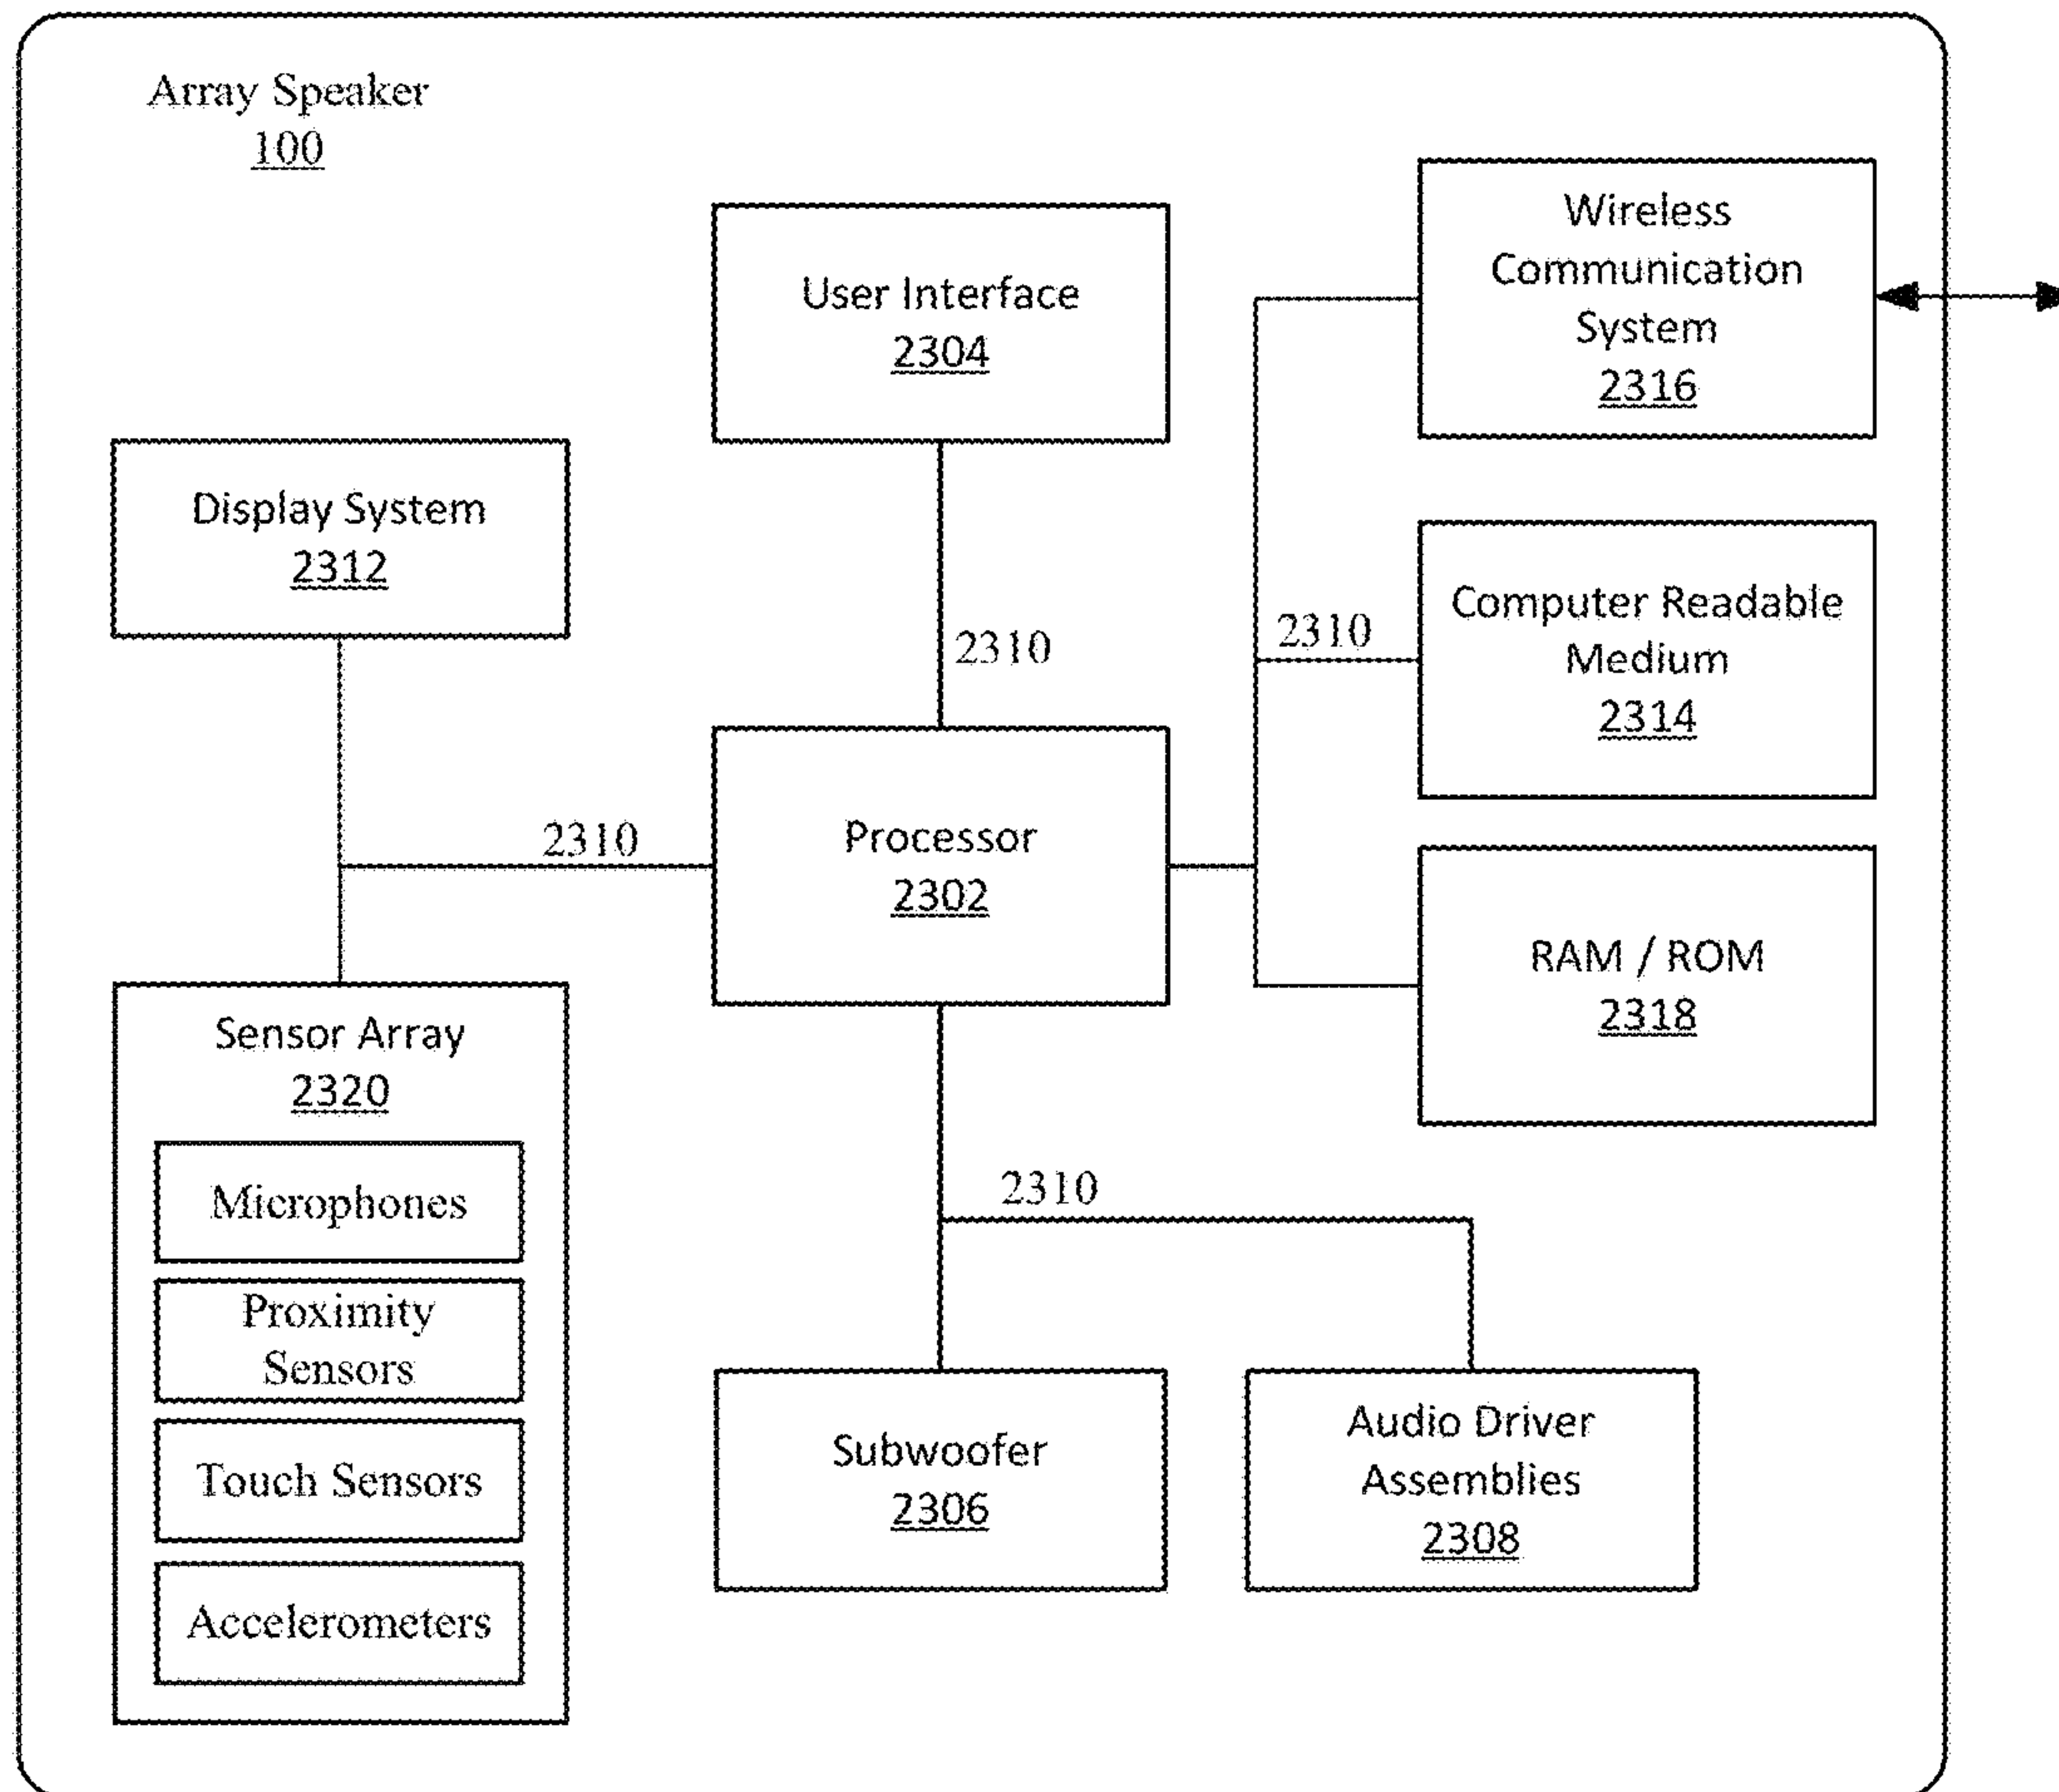 Array Speaker
100
User Interface
2304
Wireless
Communication
System
2316
Display System
2312
2310
2310
Computer Readable
Medium
2314
2310
Processor
2302
RAM / ROM
2318
Sensor Array
2320
Microphones
Proximity
Sensors
Touch Sensors
Accelerometers
2310
Subwoofer
2306
Audio Driver
Assemblies
2308